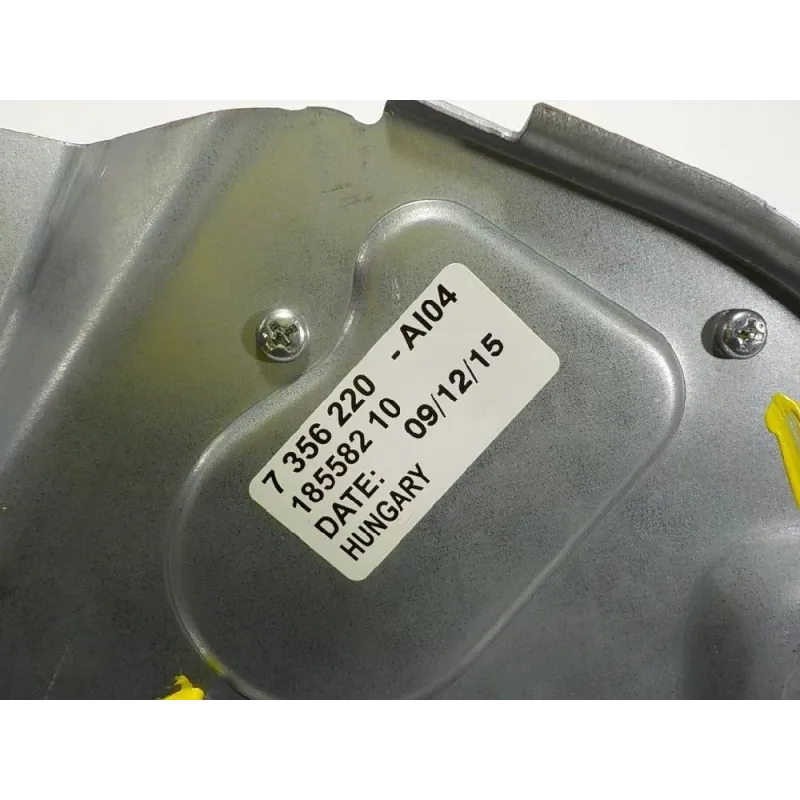 7 356 220 - AI04
185582 10
DATE: 09/12/15
HUNGARY